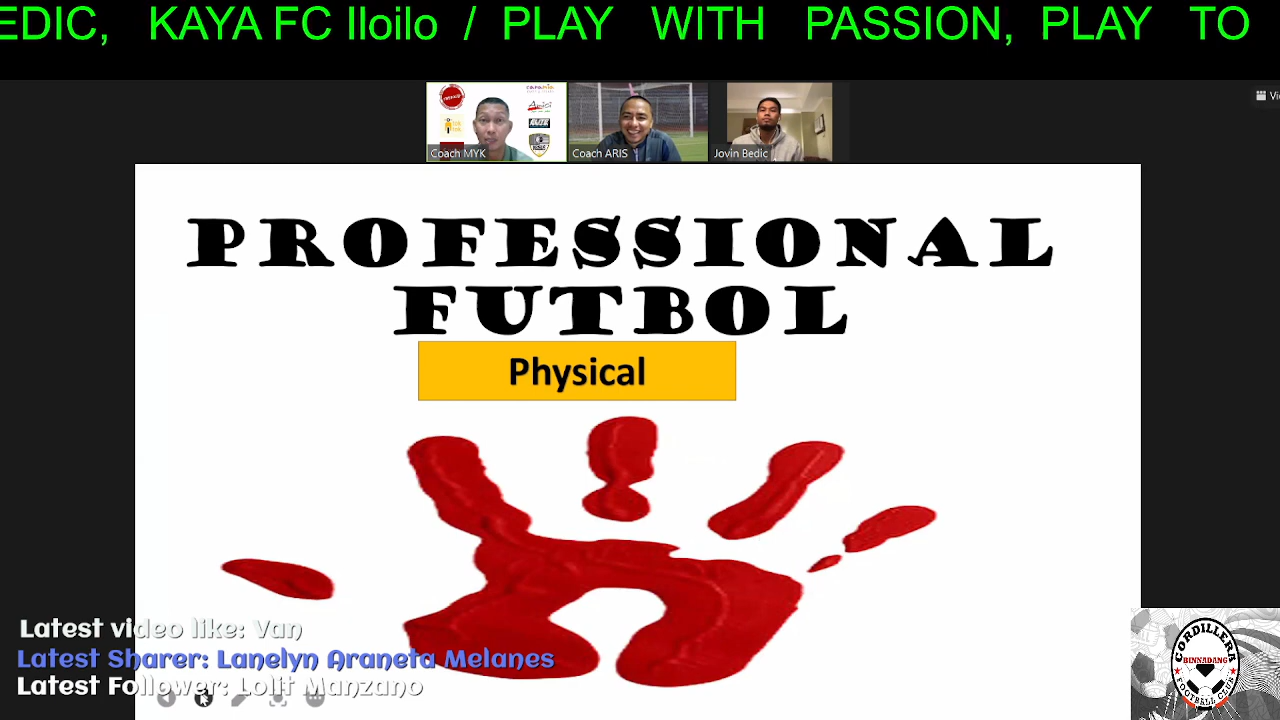 EDIC, KAYA FC Iloilo / PLAY WITH PASSION, PLAY TO
Coach MYK
Coach ARIS
Jovin Bedic
PROFESSIONAL
FUTBOL
Physical
Latest video like: Van
Latest Sharer: Lanelyn Araneta Melanes
Latest Follower: Lolit Manzano
CORDILLERA
BINNADANG
FOOTBALL CLUB